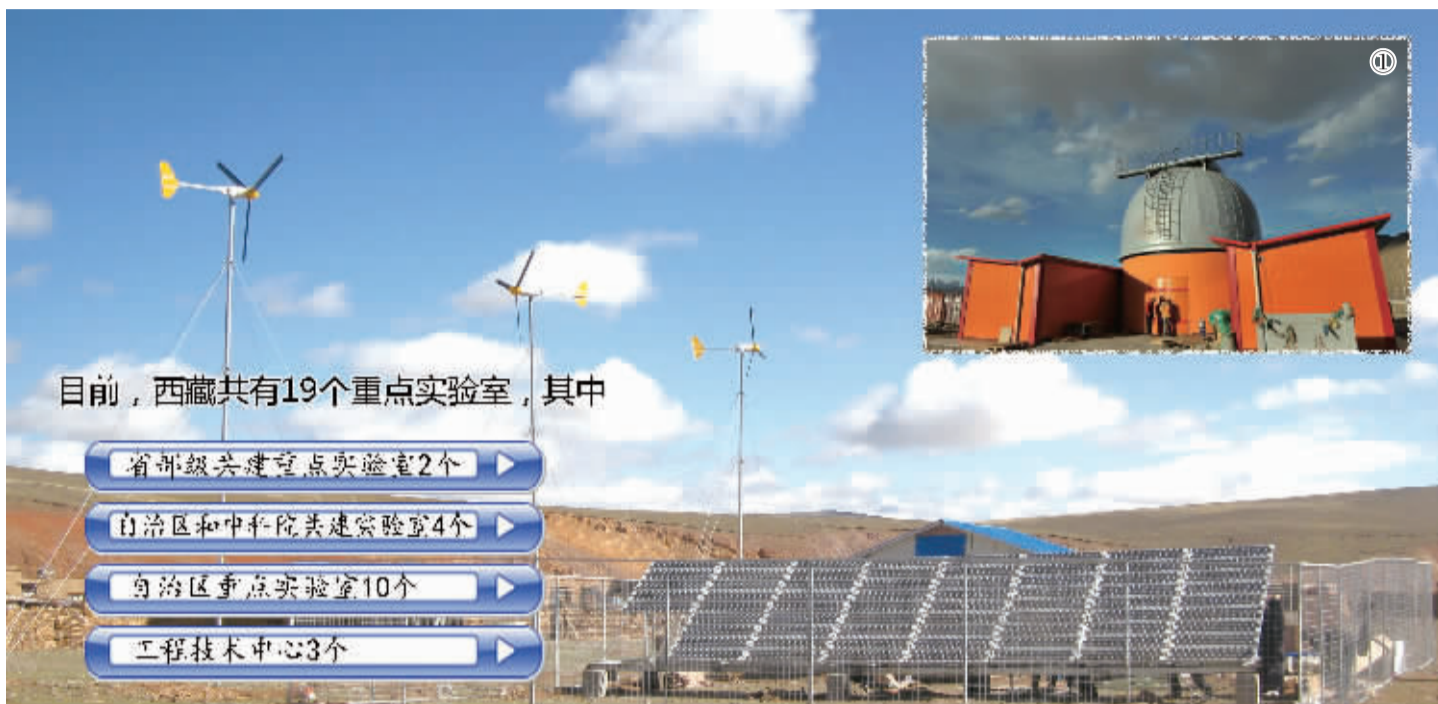 ①
目前，西藏共有19个重点实验室，其中
省部级共建重点实验室2个
自治区和中科院共建实验室4个
自治区重点实验室10个
工程技术中心3个